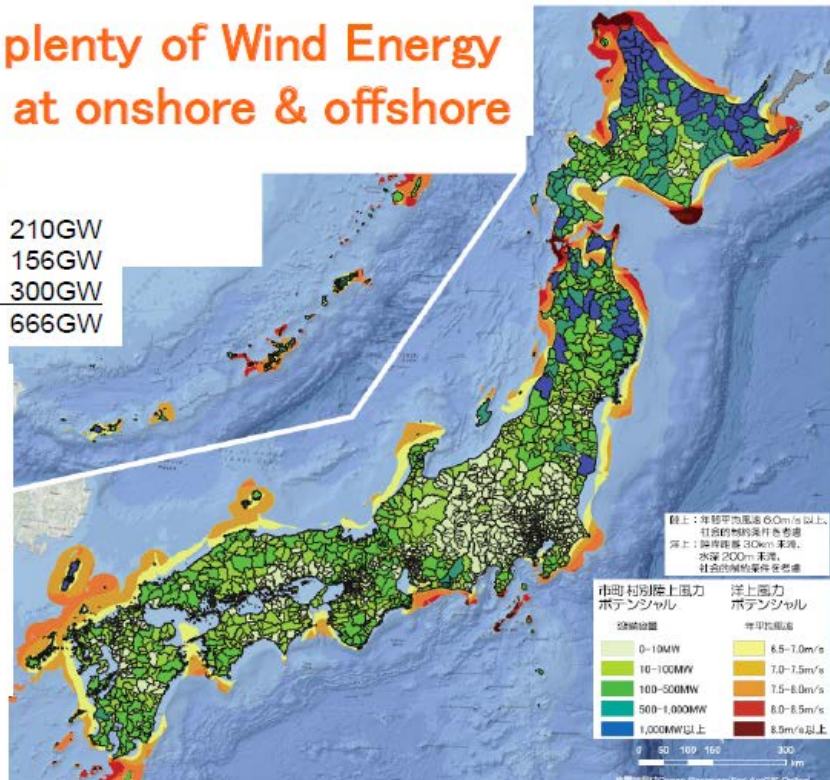 plenty of Wind Energy
at onshore & offshore
210GW
156GW
300GW
666GW
陸上：年間平均風速 6.0m/s 以上、
社会的制約条件を考慮
洋上：離岸距離 30km 未満、
水深 200m 未満、
社会的制約条件を考慮
市町村別陸上風力
ポテンシャル
設備容量
0-10MW
10-100MW
100-500MW
500-1,000MW
1,000MW以上
洋上風力
ポテンシャル
年平均風速
6.5-7.0m/s
7.0-7.5m/s
7.5-8.0m/s
8.0-8.5m/s
8.5m/s 以上
0 50 100 150 300
km